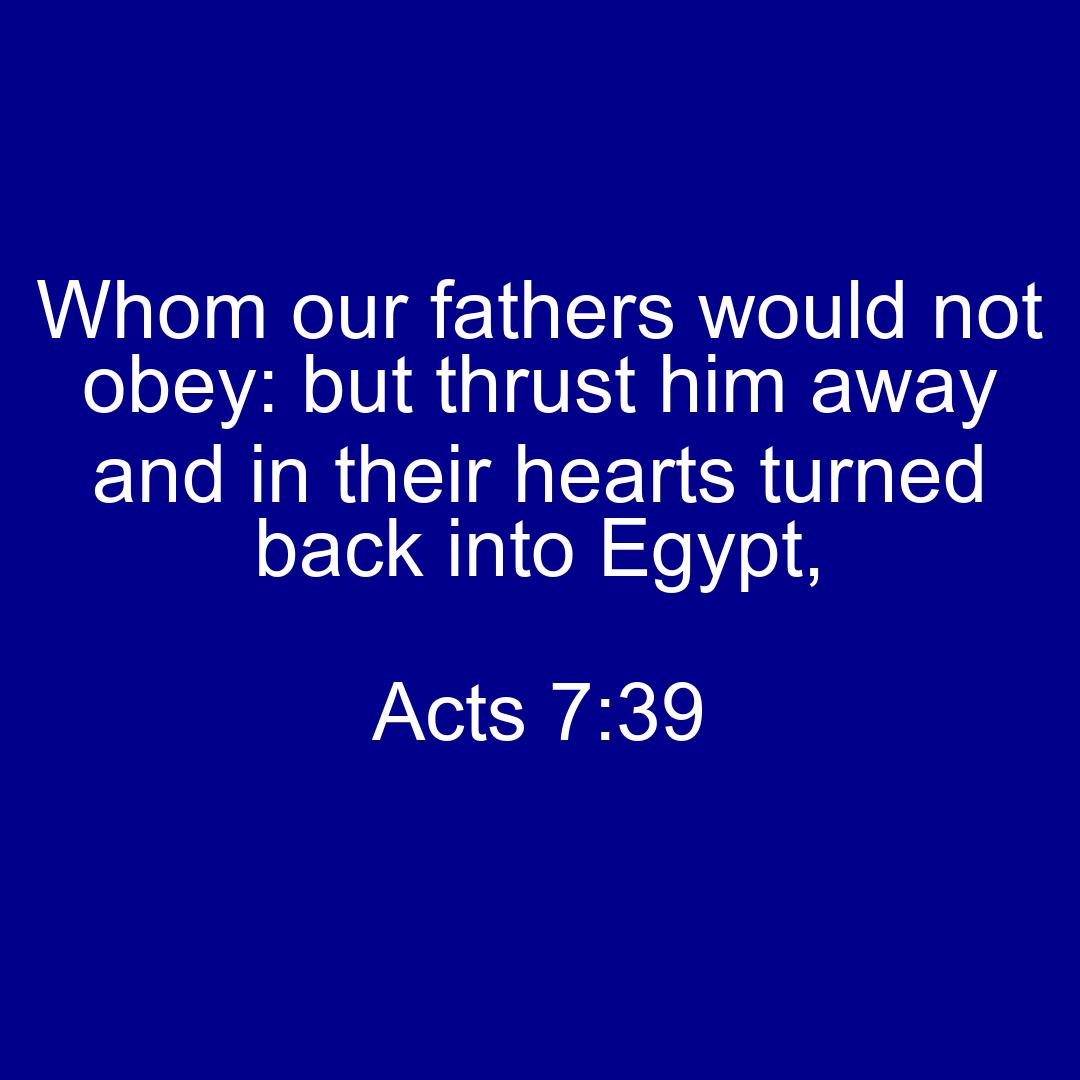 Whom our fathers would not
obey: but thrust him away
and in their hearts turned
back into Egypt,
Acts 7:39